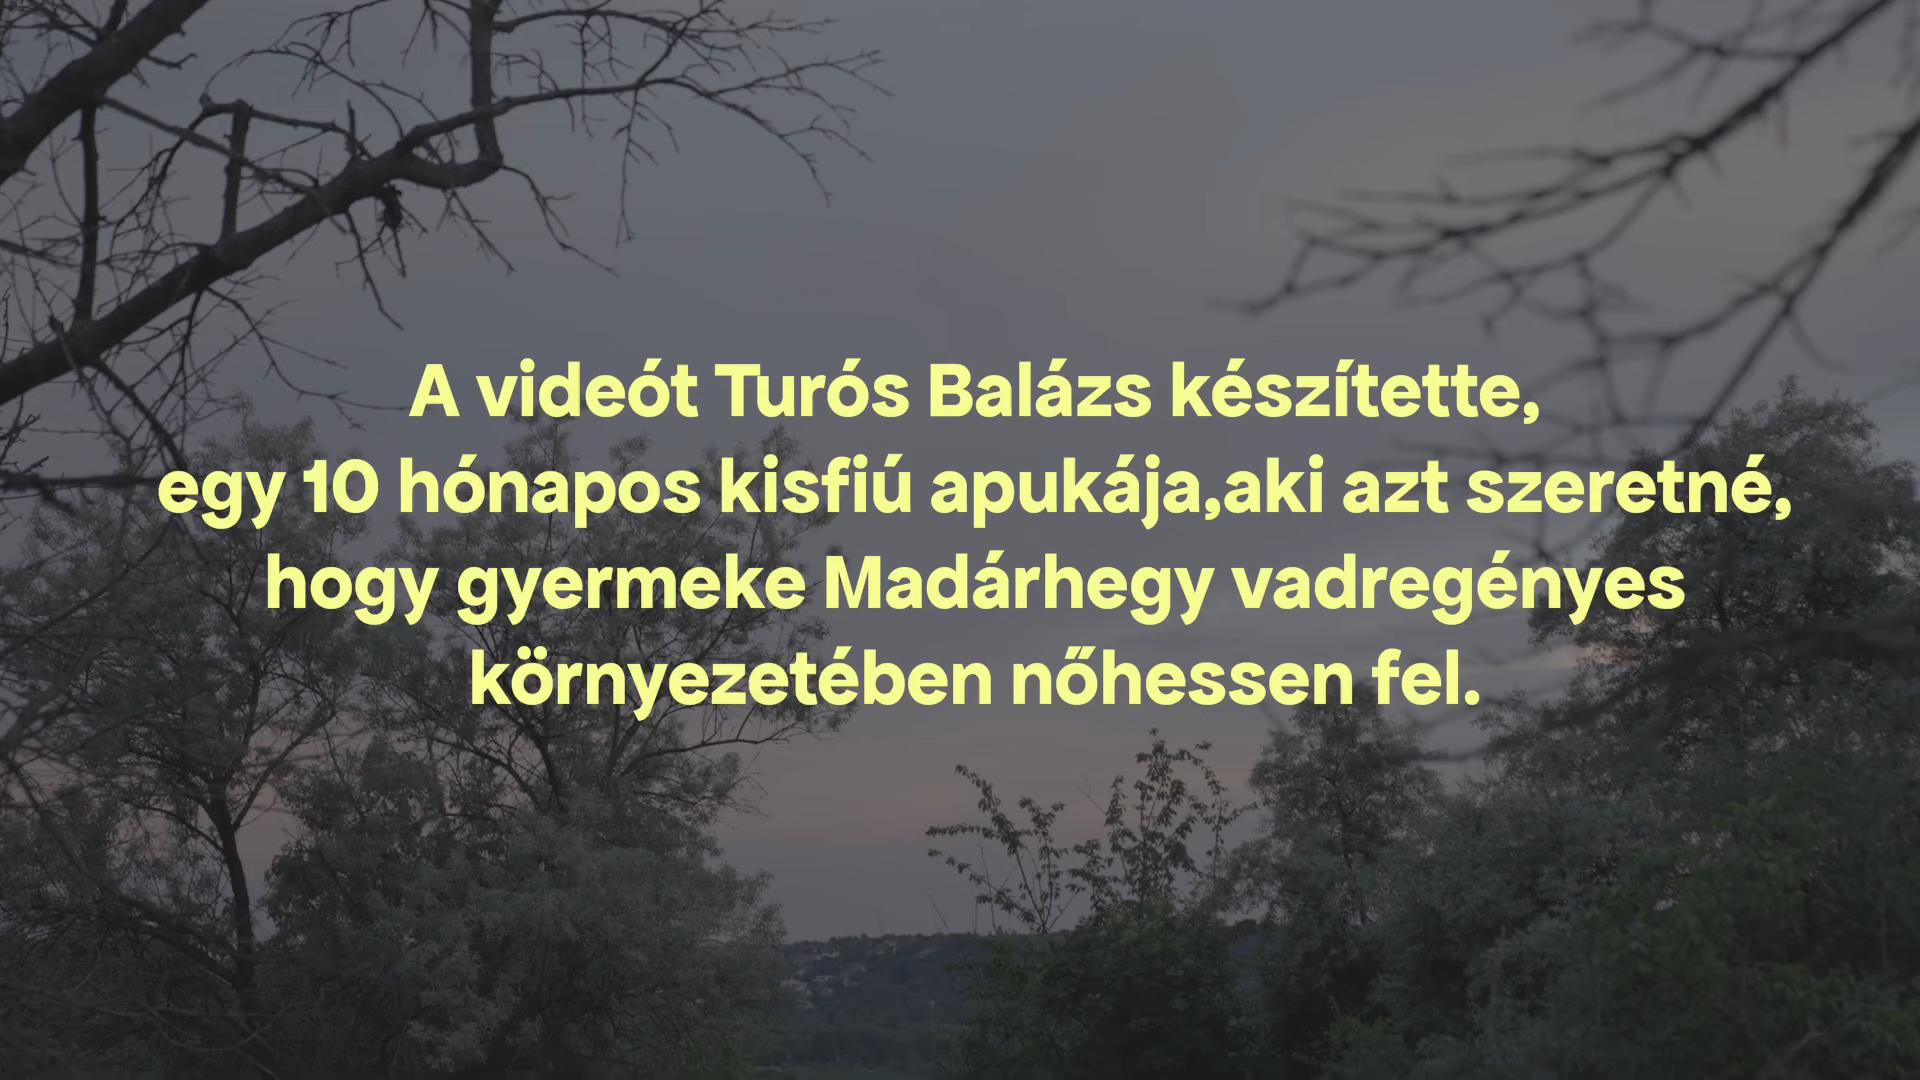 A videót Turós Balázs készítette,
egy 10 hónapos kisfiú apukája,aki azt szeretné,
hogy gyermeke Madárhegy vadregényes
környezetében nőhessen fel.